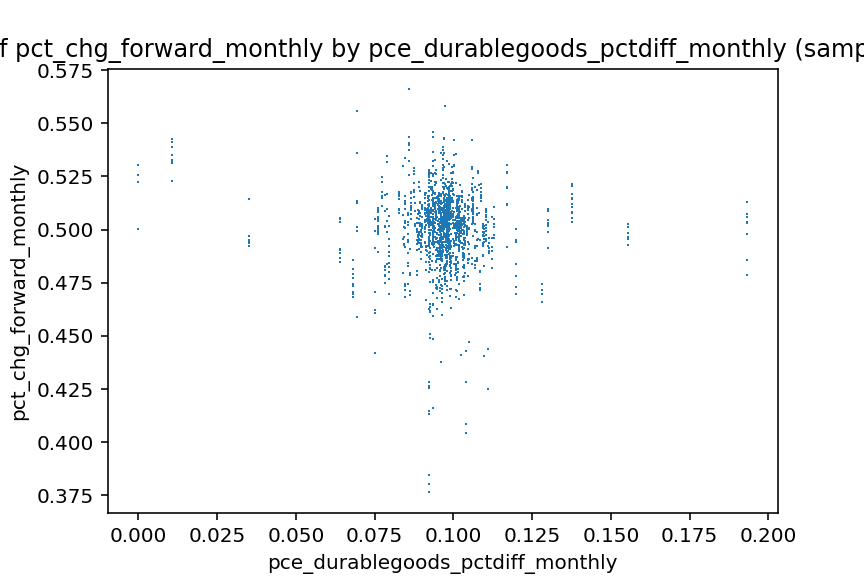 f pct_chg_forward_monthly by pce_durablegoods_pctdiff_monthly (samp
0.575
0.550
0.525
0.500
0.475
0.450
0.425
0.400
0.375
pct_chg_forward_monthly
0.000 0.025 0.050 0.075 0.100 0.125 0.150 0.175 0.200
pce_durablegoods_pctdiff_monthly